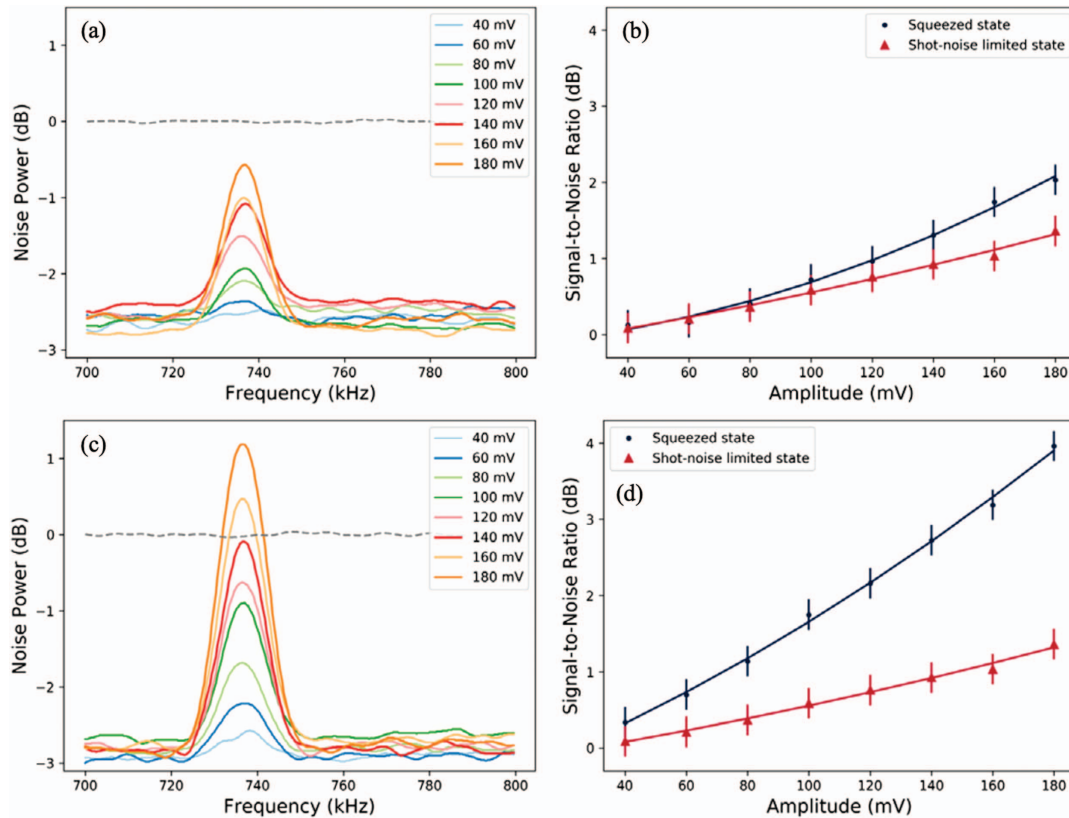 (a)
40 mV
60 mV
80 mV
100 mV
120 mV
140 mV
160 mV
180 mV
1
0
−1
−2
−3
Noise Power (dB)
700 720 740 760 780 800
Frequency (kHz)
(b)
Squeezed state
Shot-noise limited state
4
3
2
1
0
Signal-to-Noise Ratio (dB)
40 60 80 100 120 140 160 180
Amplitude (mV)
(c)
40 mV
60 mV
80 mV
100 mV
120 mV
140 mV
160 mV
180 mV
1
0
−1
−2
−3
Noise Power (dB)
700 720 740 760 780 800
Frequency (kHz)
Squeezed state
Shot-noise limited state
(d)
4
3
2
1
0
Signal-to-Noise Ratio (dB)
40 60 80 100 120 140 160 180
Amplitude (mV)